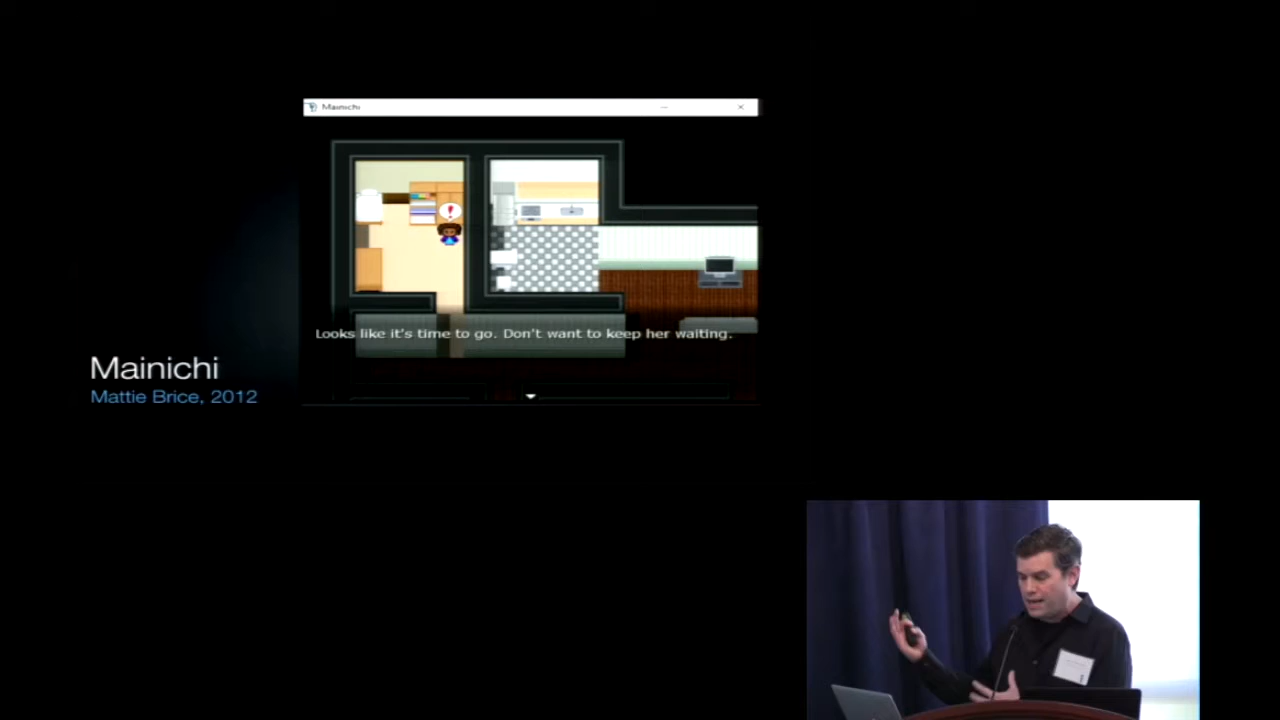 Mainichi
Looks like it's time to go. Don't want to keep her waiting.
Mainichi
Mattie Brice, 2012